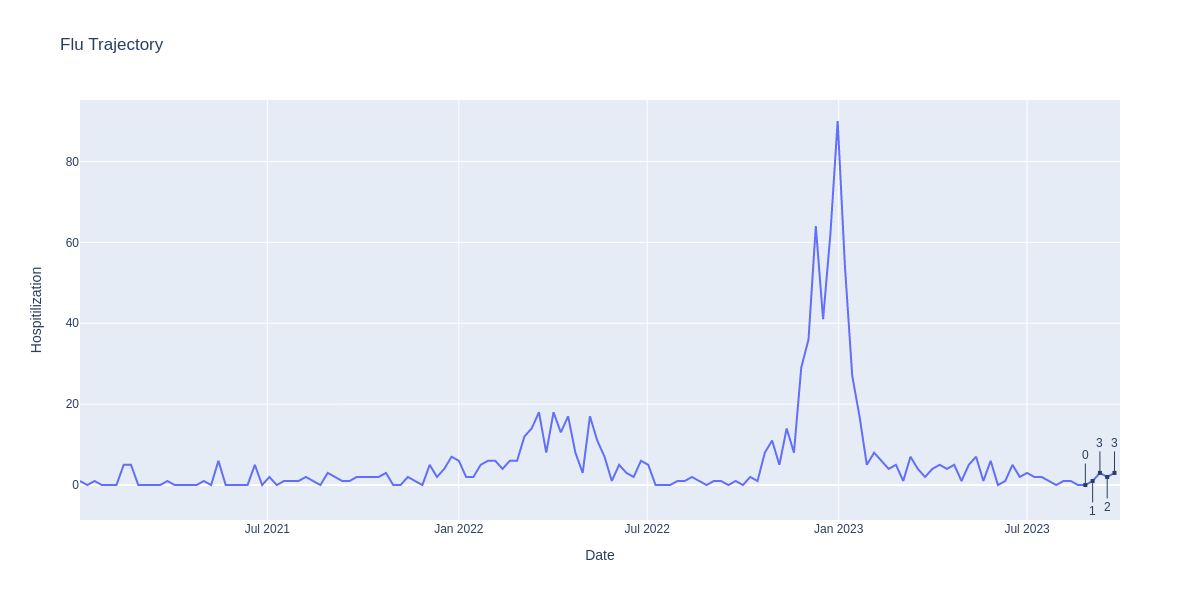 Flu Trajectory
Hospitilization
80
60
40
20
0
0
3
3
1
2
Jul 2021
Jan 2022
Jul 2022
Jan 2023
Jul 2023
Date